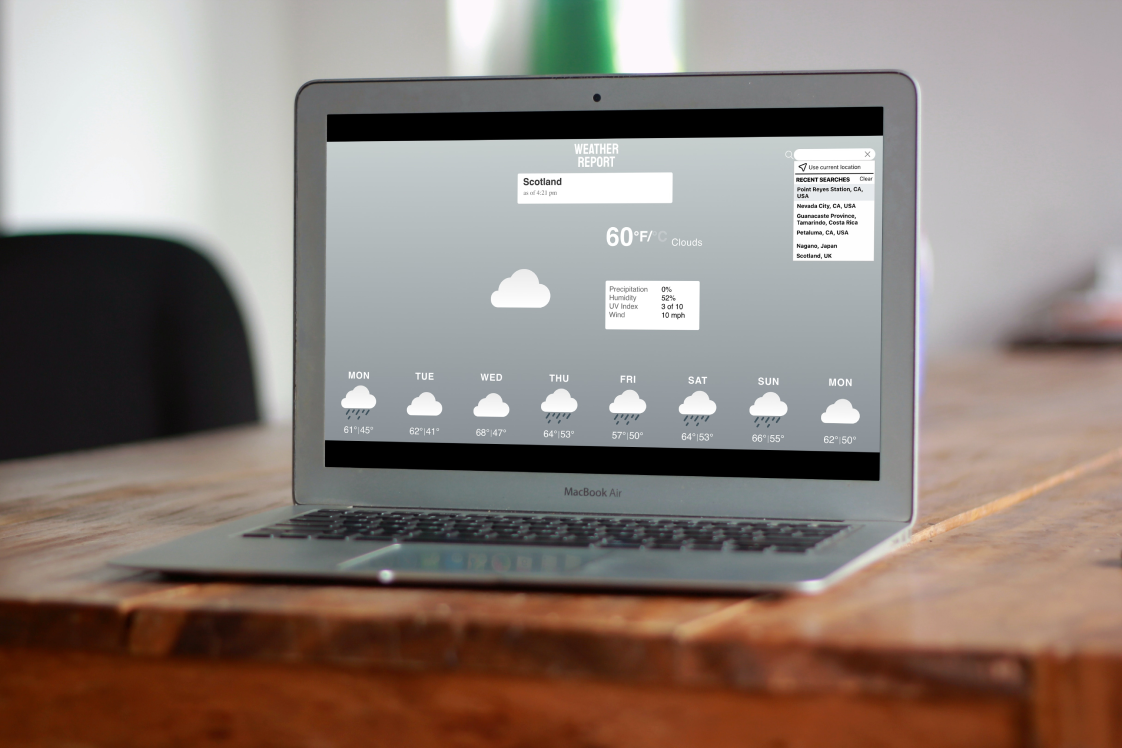 WEATHER
REPORT
Scotland
as of 4:21 pm
Use current location
RECENT SEARCHES Clear
Point Reyes Station, CA,
USA
Nevada City, CA, USA
Guanacaste Province,
Tamarindo, Costa Rica
Petaluma, CA, USA
Nagano, Japan
Scotland, UK
60°F/°C Clouds
Precipitation 0%
Humidity 52%
UV Index 3 of 10
Wind 10 mph
MON TUE WED THU FRI SAT SUN MON
61°|45° 62°|41° 68°|47° 64°|53° 57°|50° 64°|53° 66°|55° 62°|50°
MacBook Air